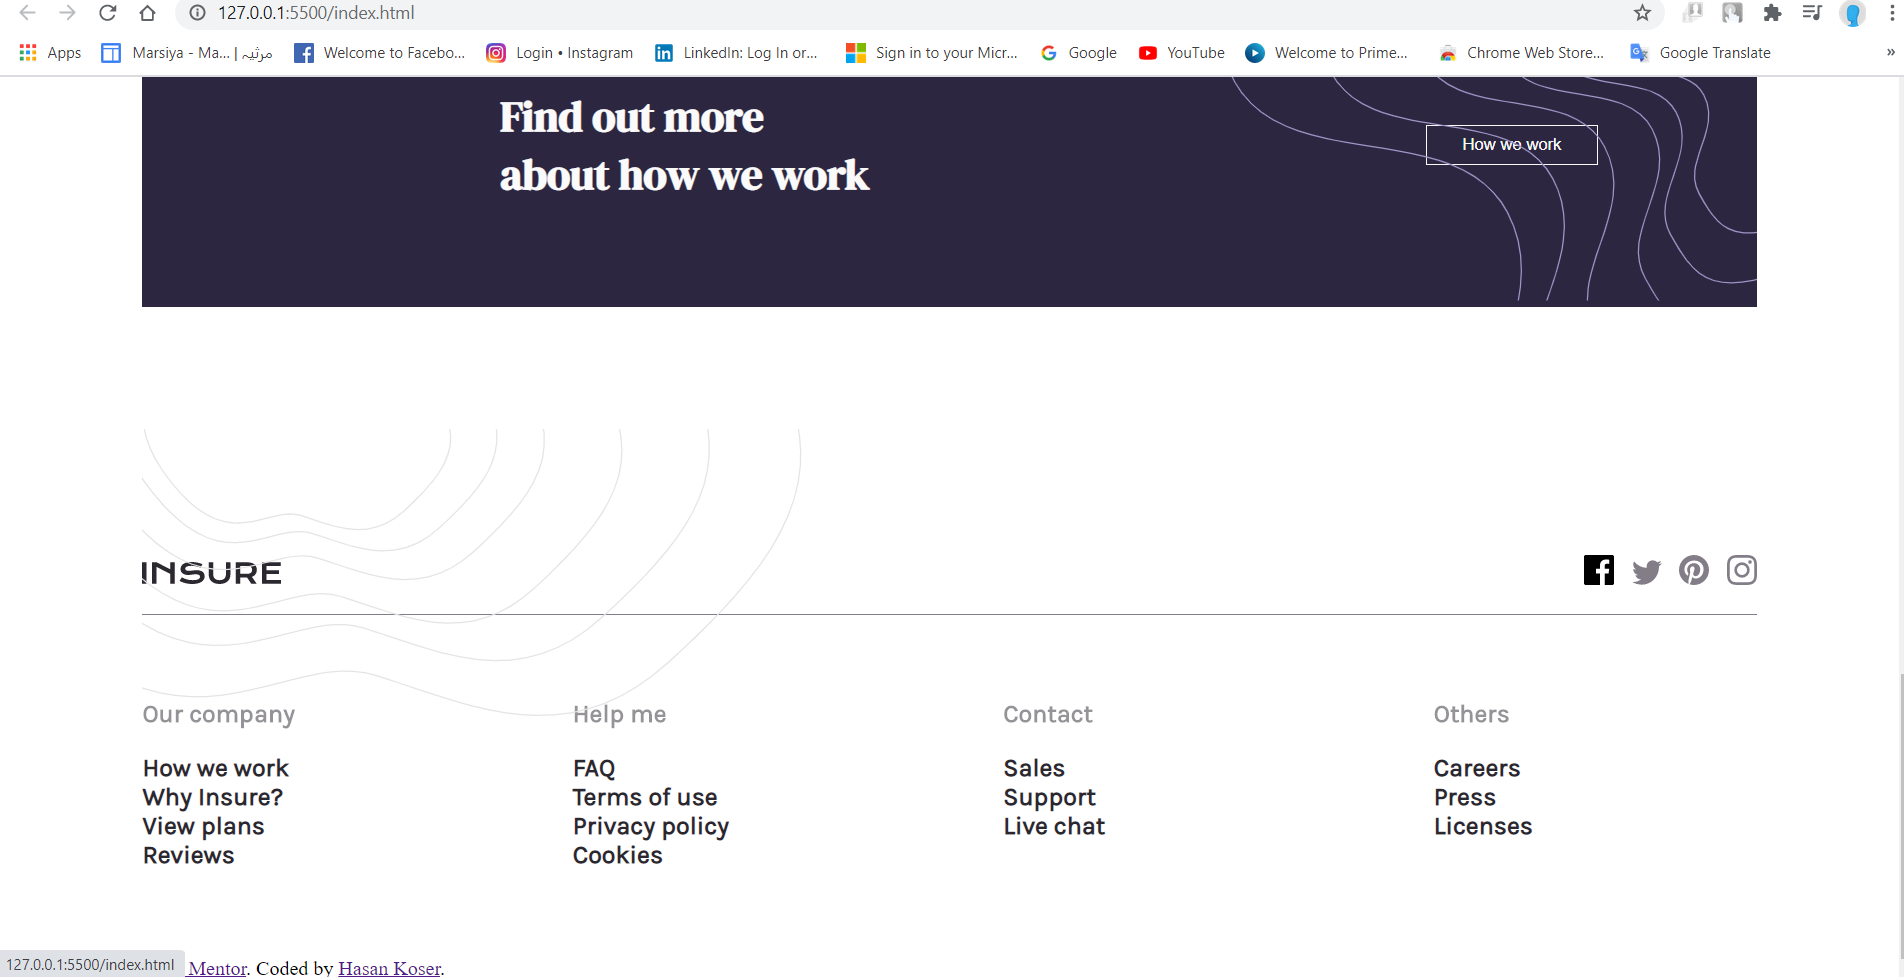 127.0.0.1:5500/index.html
Apps Marsiya - Ma... | مرثیہ Welcome to Facebo... Login • Instagram LinkedIn: Log In or... Sign in to your Micr... Google YouTube Welcome to Prime... Chrome Web Store... Google Translate »
Find out more
about how we work
How we work
INSURE
Our company
How we work
Why Insure?
View plans
Reviews
Help me
FAQ
Terms of use
Privacy policy
Cookies
Contact
Sales
Support
Live chat
Others
Careers
Press
Licenses
127.0.0.1:5500/index.html Mentor. Coded by Hasan Koser.